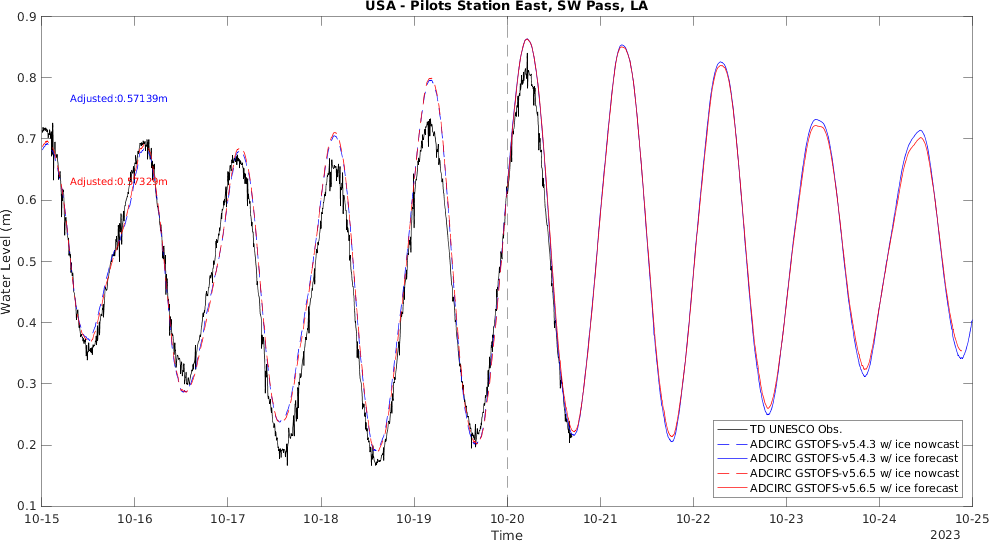 USA - Pilots Station East, SW Pass, LA
0.9
0.8
0.7
0.6
0.5
0.4
0.3
0.2
0.1
Water Level (m)
Adjusted:0.57139m
Adjusted:0.57329m
TD UNESCO Obs.
ADCIRC GSTOFS-v5.4.3 w/ ice nowcast
ADCIRC GSTOFS-v5.4.3 w/ ice forecast
ADCIRC GSTOFS-v5.6.5 w/ ice nowcast
ADCIRC GSTOFS-v5.6.5 w/ ice forecast
10-15 10-16 10-17 10-18 10-19 10-20 10-21 10-22 10-23 10-24 10-25
Time
2023